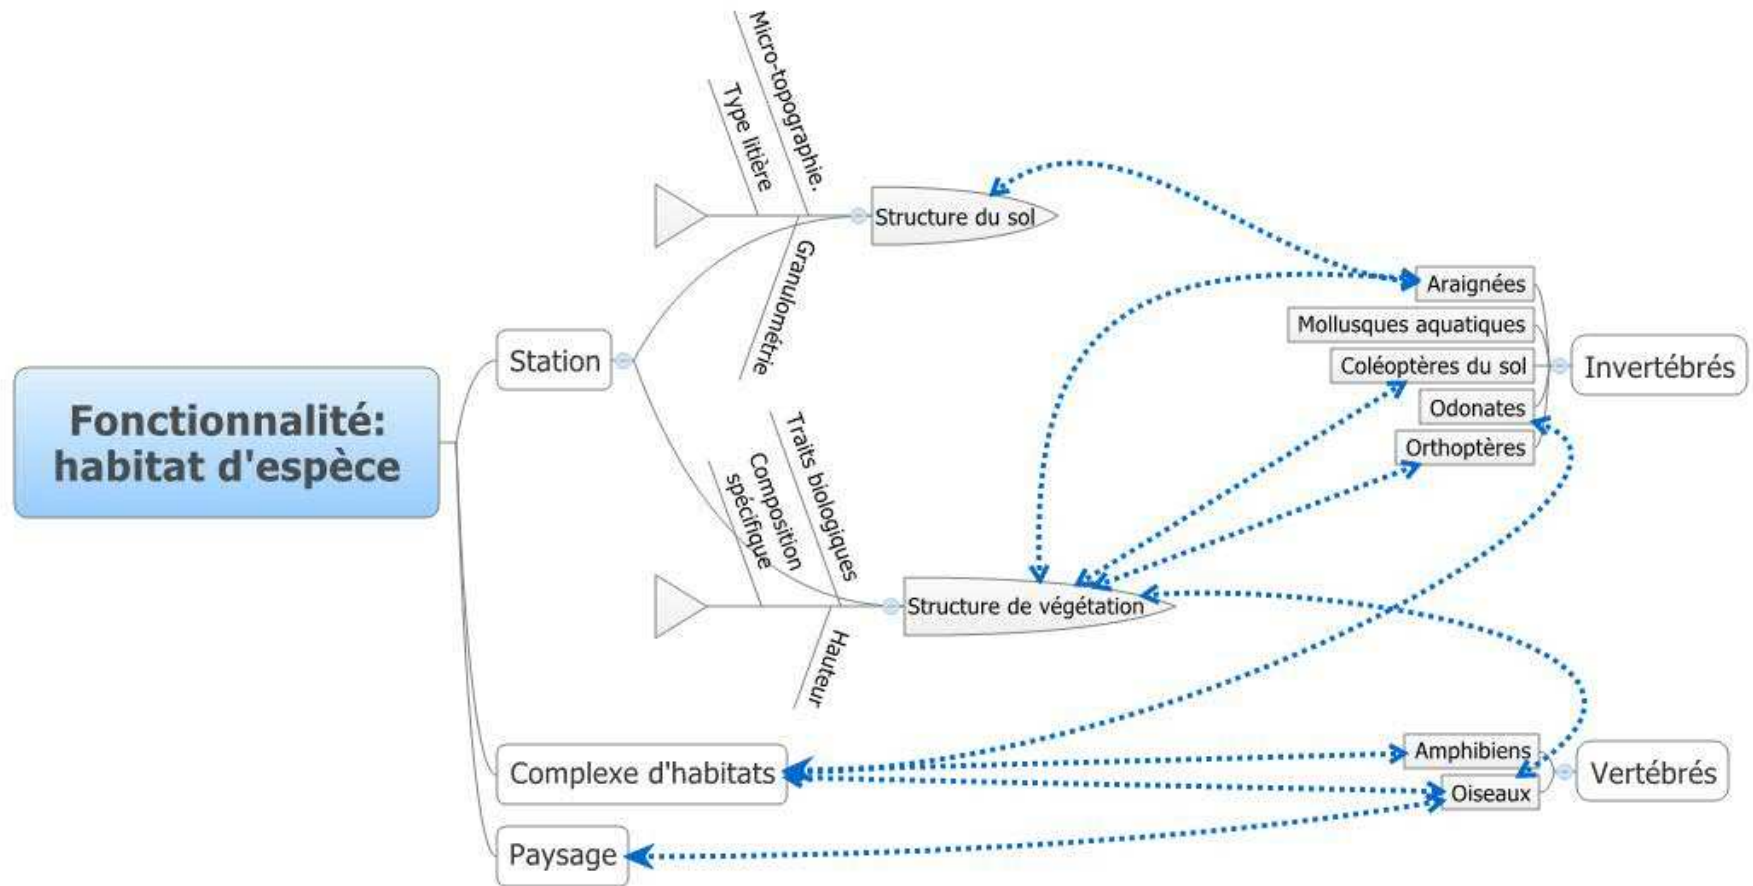 Micro-topographie.
Type litière
Structure du sol
Granulométrie
Araignées
Mollusques aquatiques
Station
Coléoptères du sol
Invertébrés
Odonates
Orthoptères
Fonctionnalité:
habitat d'espèce
Traits biologiques
Composition
spécifique
Structure de végétation
Hauteur
Amphibiens
Complexe d'habitats
Vertébrés
Oiseaux
Paysage